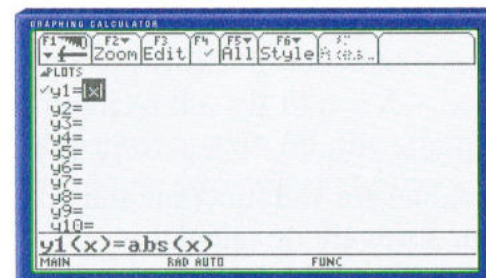 GRAPHING CALCULATOR
F1 F2 Zoom F3 Edit F4 ✓ F5 All F6 Style
PLOTS
✓y1=|x|
y2=
y3=
y4=
y5=
y6=
y7=
y8=
y9=
y10=
y1(x)=abs(x)
MAIN RAD AUTO FUNC